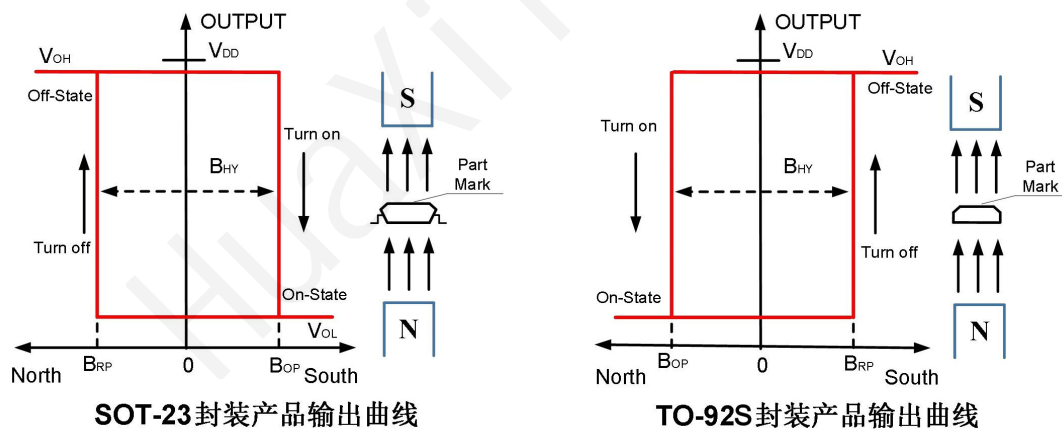 OUTPUT
VDD
VOH
Off-State
Turn on
BHY
Turn off
On-State
VOL
BRP
0
BOP
North
South
S
Part
Mark
N
SOT-23封装产品输出曲线
OUTPUT
VDD
VOH
Off-State
Turn on
BHY
Turn off
On-State
BOP
0
BRP
North
South
S
Part
Mark
N
TO-92S封装产品输出曲线
HuaXi